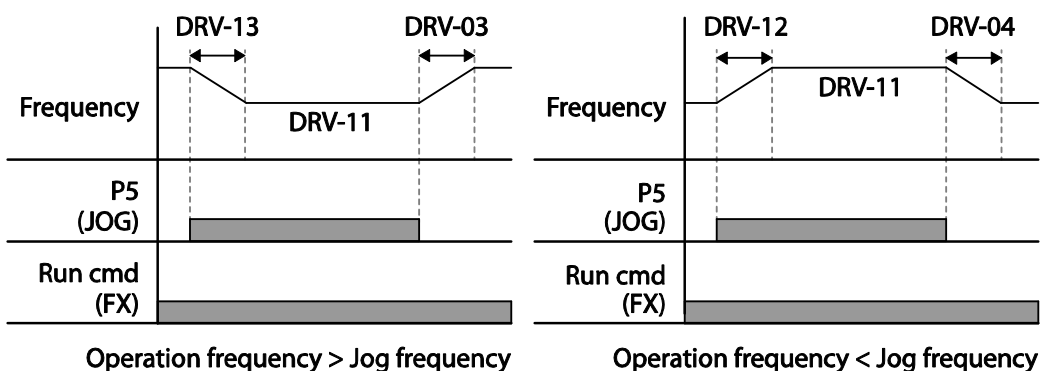 DRV-13 DRV-03
Frequency
DRV-11
P5
(JOG)
Run cmd
(FX)
Operation frequency > Jog frequency
DRV-12 DRV-04
Frequency
DRV-11
P5
(JOG)
Run cmd
(FX)
Operation frequency < Jog frequency